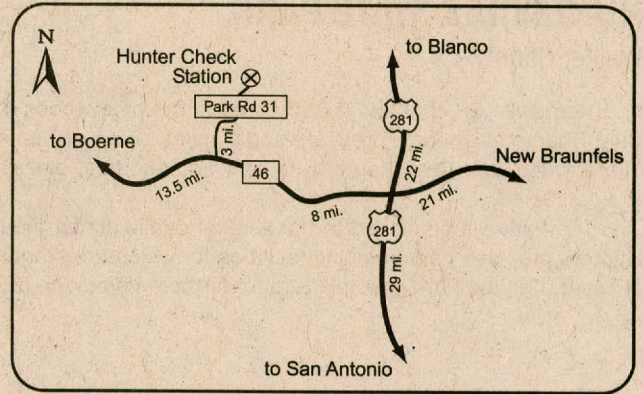 N
to Blanco
Hunter Check
Station
281
Park Rd 31
3 mi.
to Boerne
22 mi.
New Braunfels
46
13.5 mi.
8 mi.
21 mi.
281
29 mi.
to San Antonio